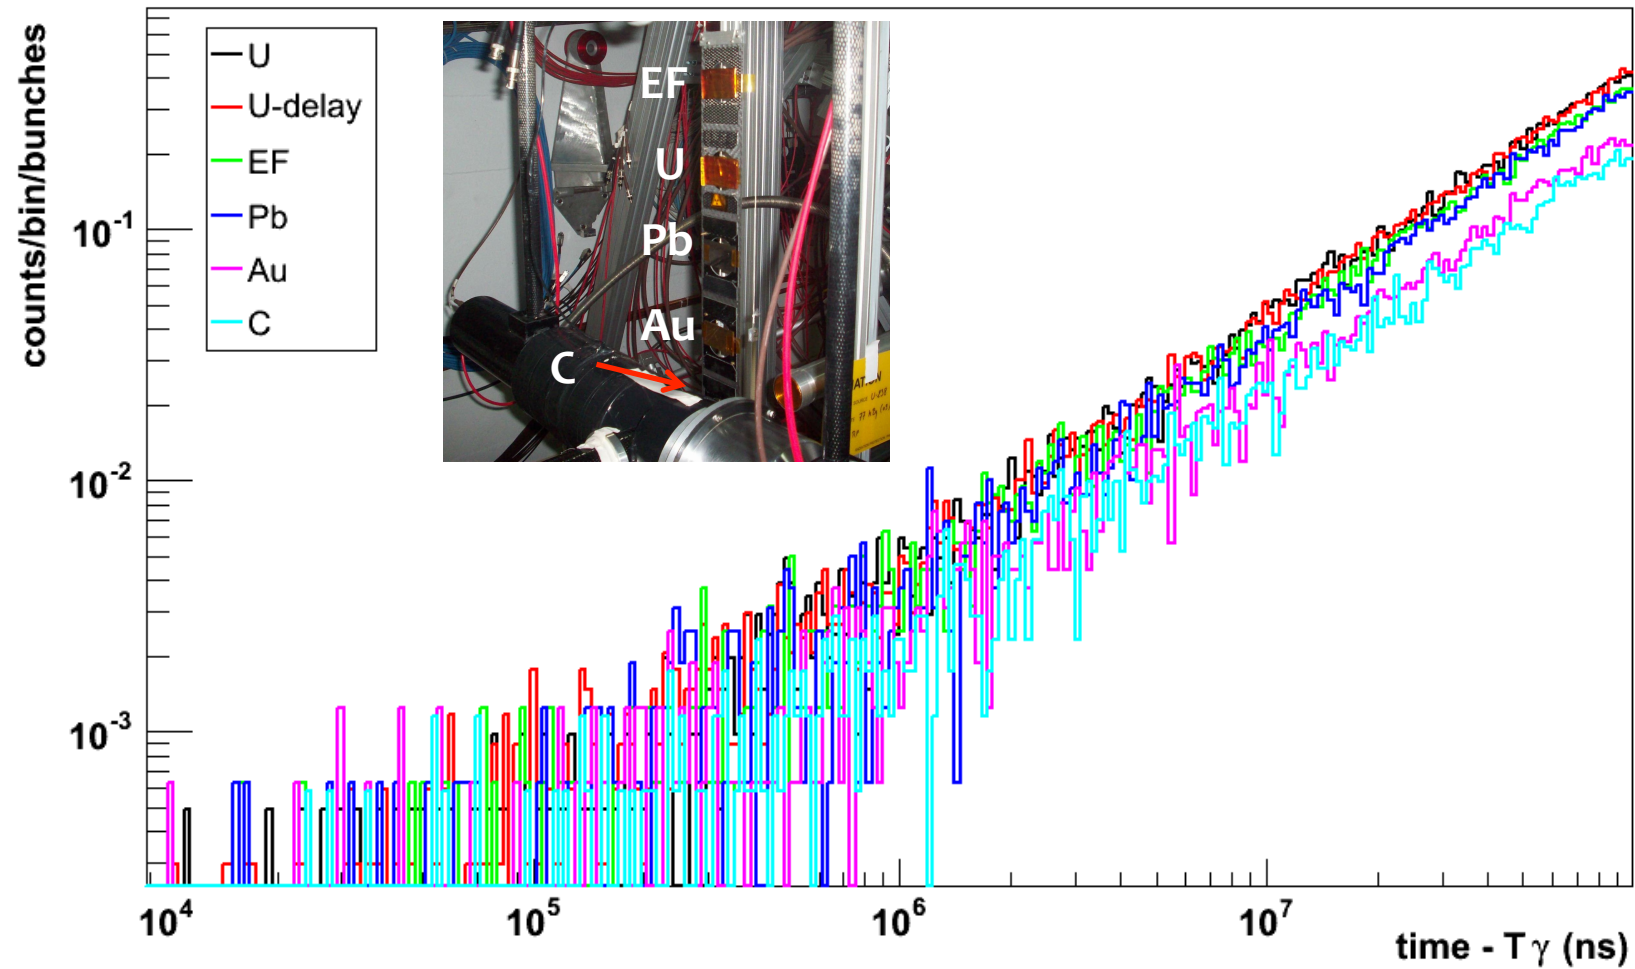 counts/bin/bunches
U
U-delay
EF
Pb
Au
C
EF
U
Pb
Au
C
10⁻¹
10⁻²
10⁻³
10⁴
10⁵
10⁶
10⁷
time - Tγ (ns)